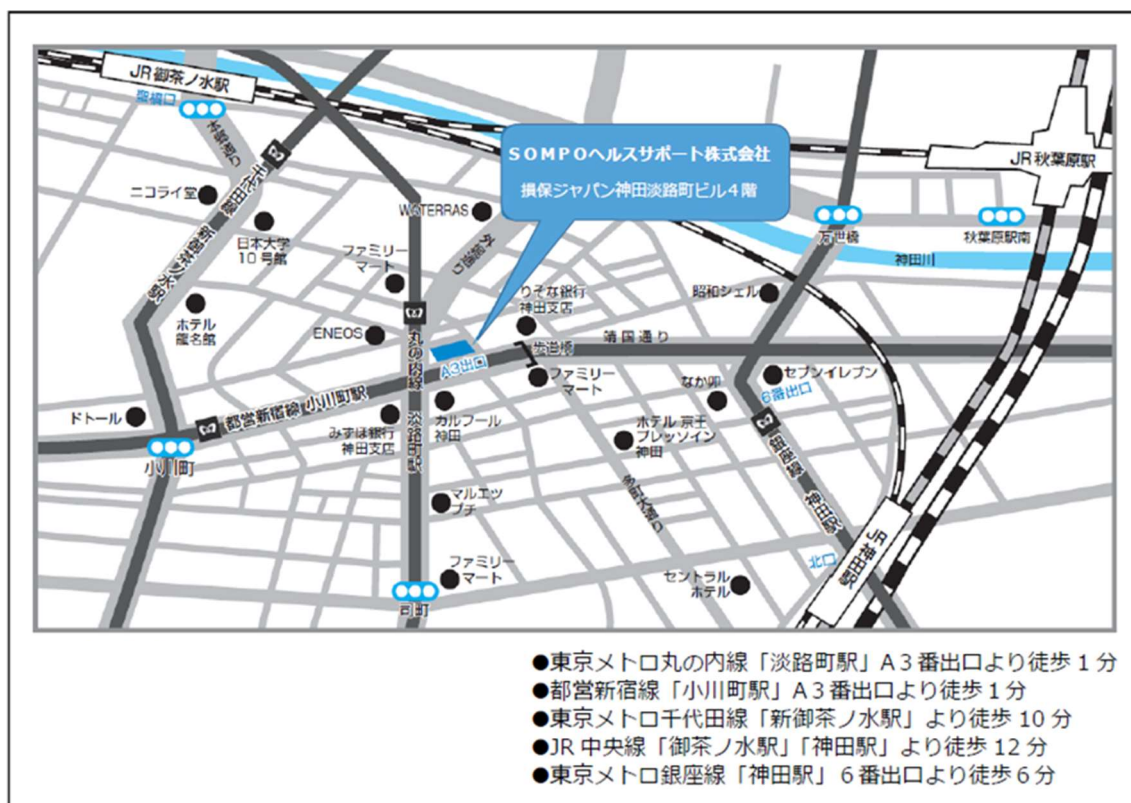 JR御茶ノ水駅
聖橋口
本郷通り
千代田線 新御茶ノ水駅
ニコライ堂
日本大学
10号館
ホテル
龍名館
WATERRAS
外堀通り
ファミリー
マート
ENEOS
SOMPOヘルスサポート株式会社
損保ジャパン神田淡路町ビル4階
JR秋葉原駅
万世橋
秋葉原駅南
神田川
りそな銀行
神田支店
昭和シェル
靖国通り
歩道橋
A3出口
丸の内線 淡路町駅
都営新宿線 小川町駅
ドトール
小川町
みずほ銀行
神田支店
カルフール
神田
ファミリー
マート
なか卯
セブンイレブン
6番出口
ホテル 京王
プレッソイン
神田
銀座線 神田駅
多町大通り
マルエツ
プチ
ファミリー
マート
司町
セントラル
ホテル
北口
JR神田駅
●東京メトロ丸の内線「淡路町駅」A3番出口より徒歩1分
●都営新宿線「小川町駅」A3番出口より徒歩1分
●東京メトロ千代田線「新御茶ノ水駅」より徒歩10分
●JR中央線「御茶ノ水駅」「神田駅」より徒歩12分
●東京メトロ銀座線「神田駅」6番出口より徒歩6分